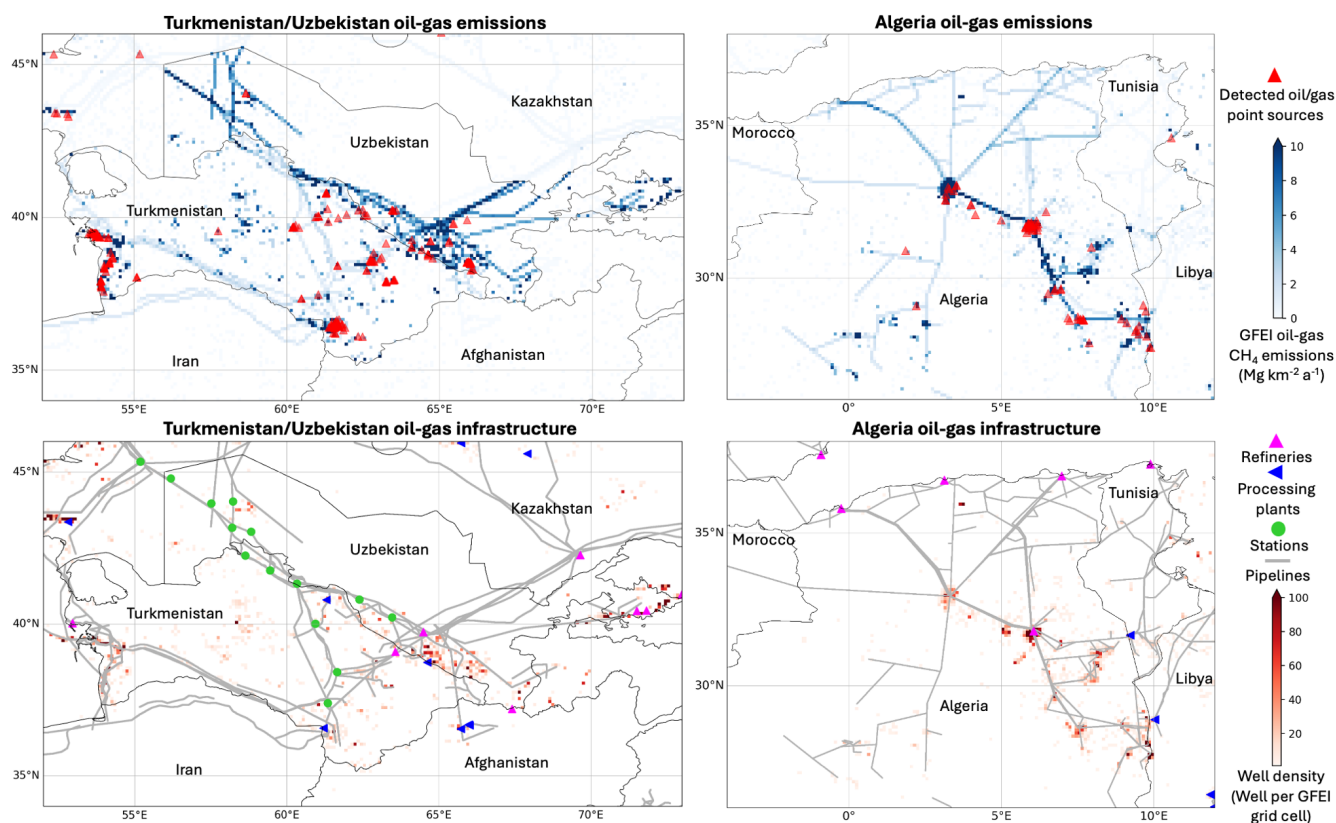 Turkmenistan/Uzbekistan oil-gas emissions
45°N
40°N
35°N
55°E
60°E
65°E
70°E
Kazakhstan
Uzbekistan
Turkmenistan
Iran
Afghanistan
Algeria oil-gas emissions
35°N
30°N
0°
5°E
10°E
Tunisia
Morocco
Libya
Algeria
Detected oil/gas
point sources
10
8
6
4
2
0
GFEI oil-gas
CH₄ emissions
(Mg km⁻² a⁻¹)
Turkmenistan/Uzbekistan oil-gas infrastructure
45°N
40°N
35°N
55°E
60°E
65°E
70°E
Kazakhstan
Uzbekistan
Turkmenistan
Iran
Afghanistan
Algeria oil-gas infrastructure
35°N
30°N
0°
5°E
10°E
Tunisia
Morocco
Libya
Algeria
Refineries
Processing
plants
Stations
Pipelines
100
80
60
40
20
Well density
(Well per GFEI
grid cell)